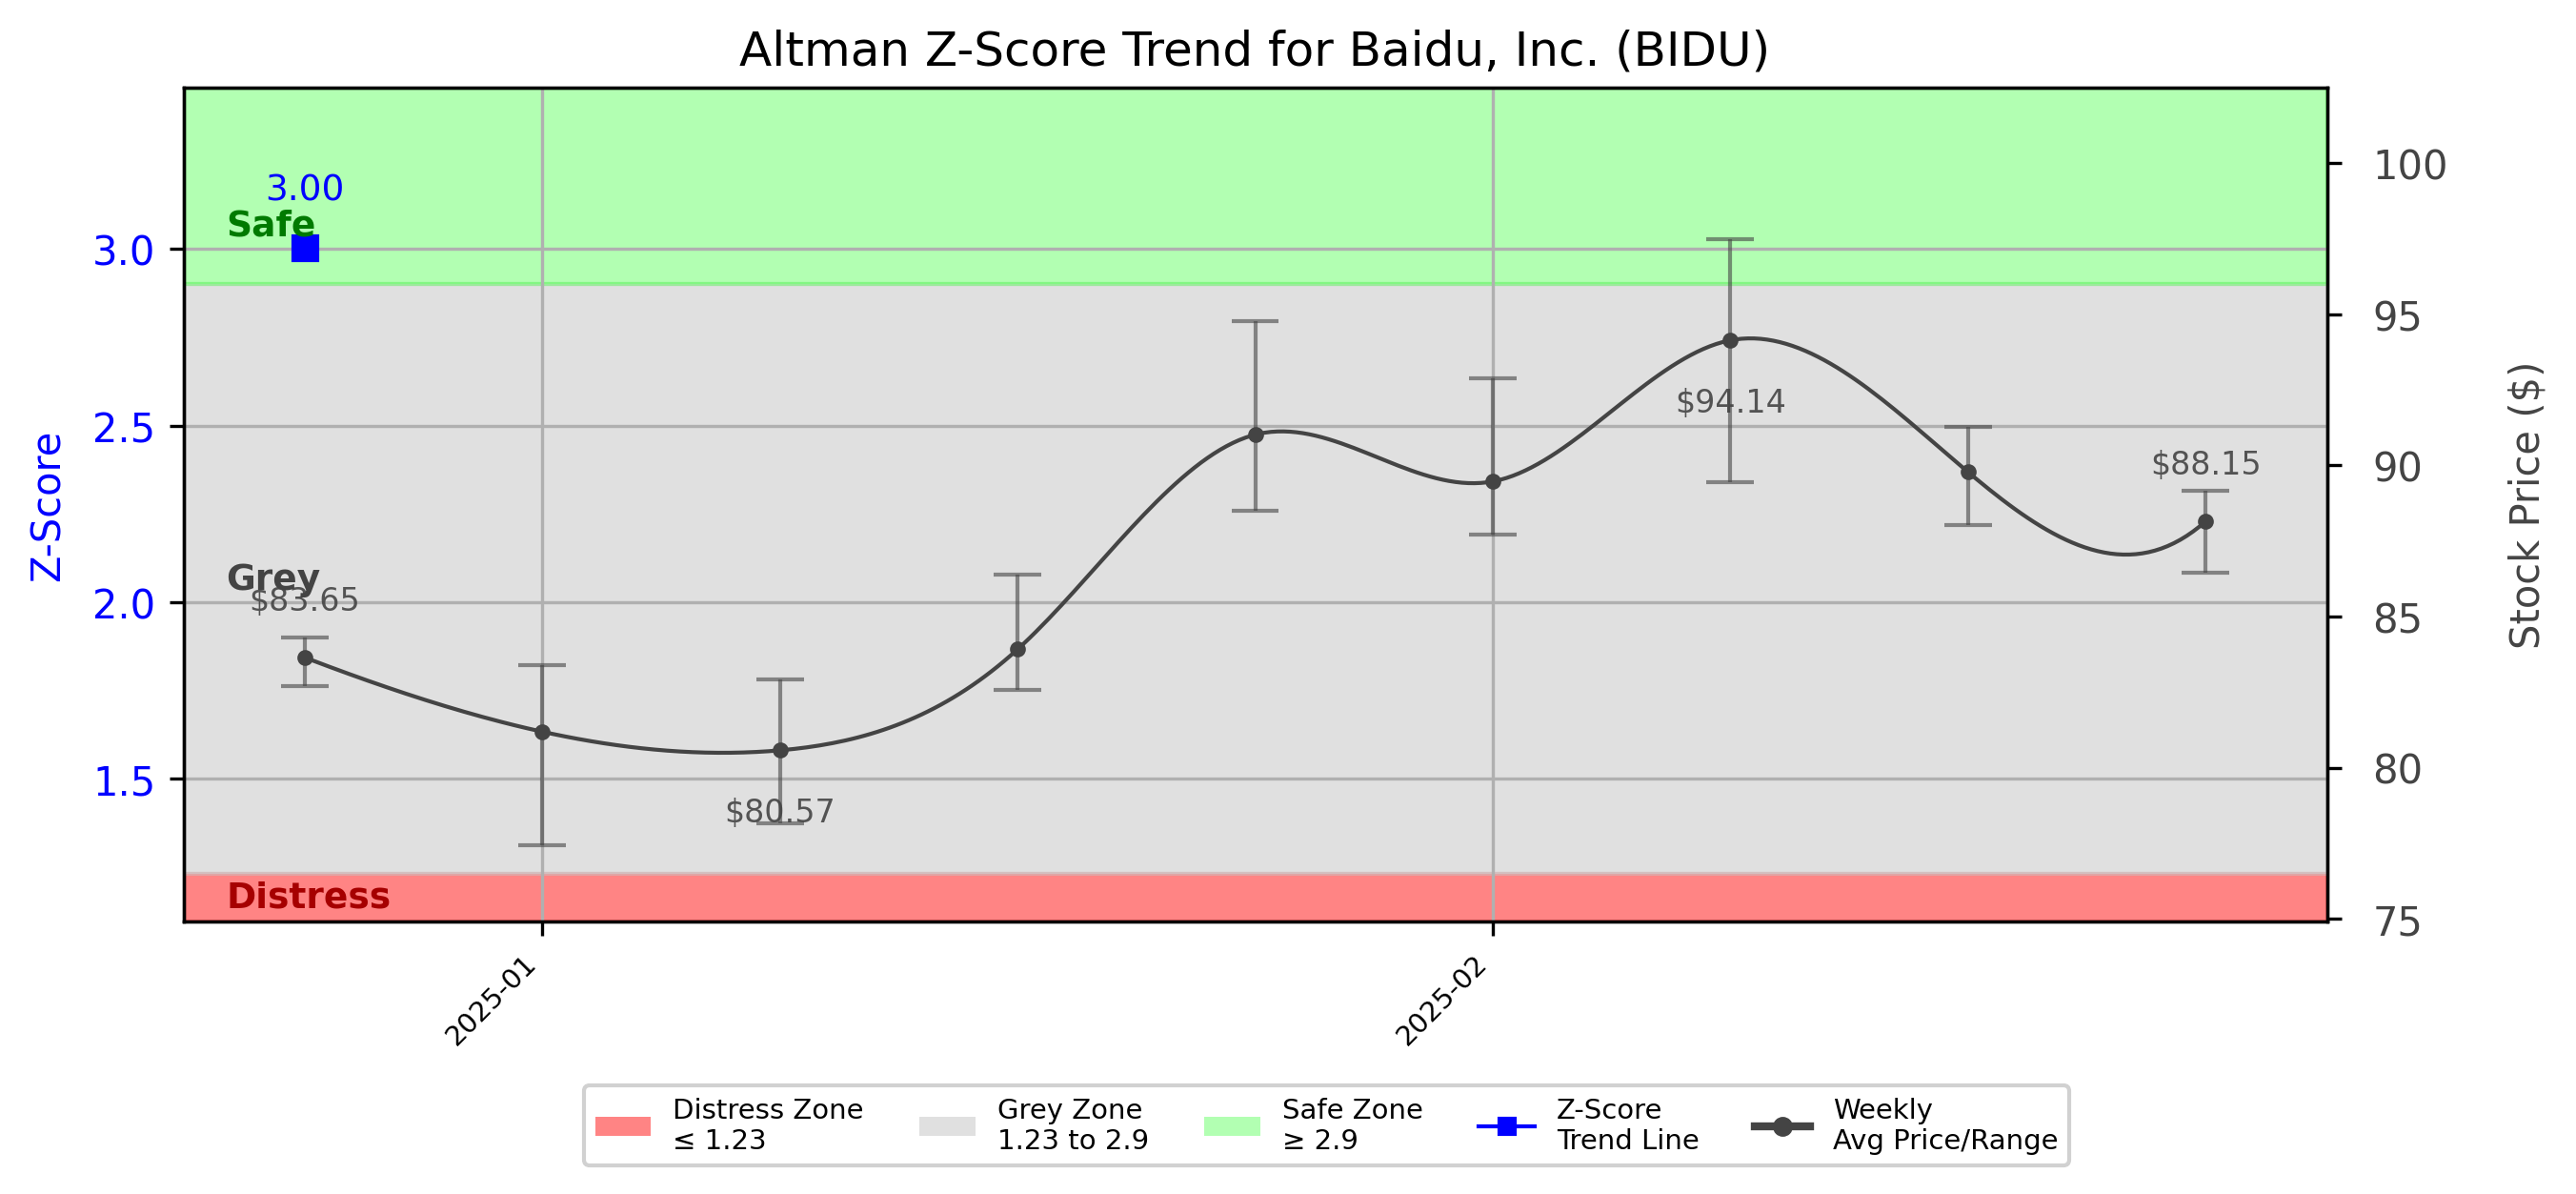 Altman Z-Score Trend for Baidu, Inc. (BIDU)
Z-Score
3.0
2.5
2.0
1.5
3.00
Safe
Grey
$83.65
Distress
$80.57
$94.14
$88.15
100
95
90
85
80
75
Stock Price ($)
2025-01
2025-02
Distress Zone
≤ 1.23
Grey Zone
1.23 to 2.9
Safe Zone
≥ 2.9
Z-Score
Trend Line
Weekly
Avg Price/Range